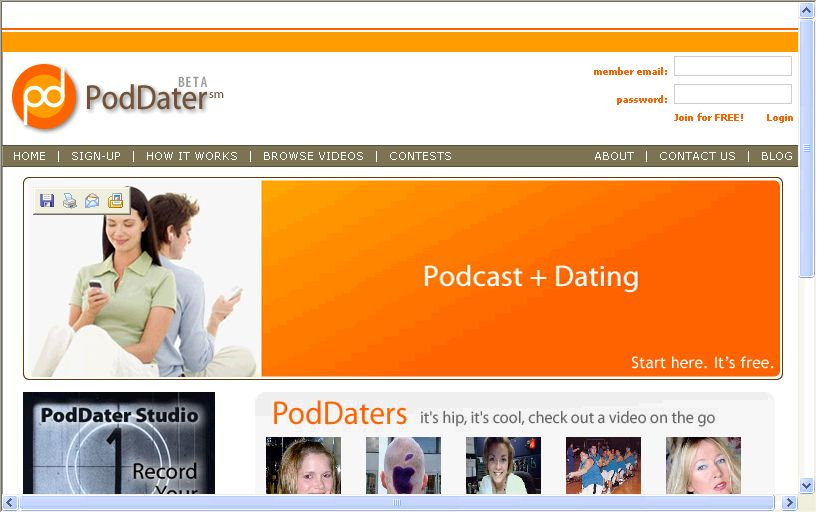 BETA
pd PodDater sm
member email:
password:
Join for FREE! Login
HOME | SIGN-UP | HOW IT WORKS | BROWSE VIDEOS | CONTESTS ABOUT | CONTACT US | BLOG
Podcast + Dating
Start here. It's free.
PodDater Studio
1
Record
Your
PodDaters it's hip, it's cool, check out a video on the go